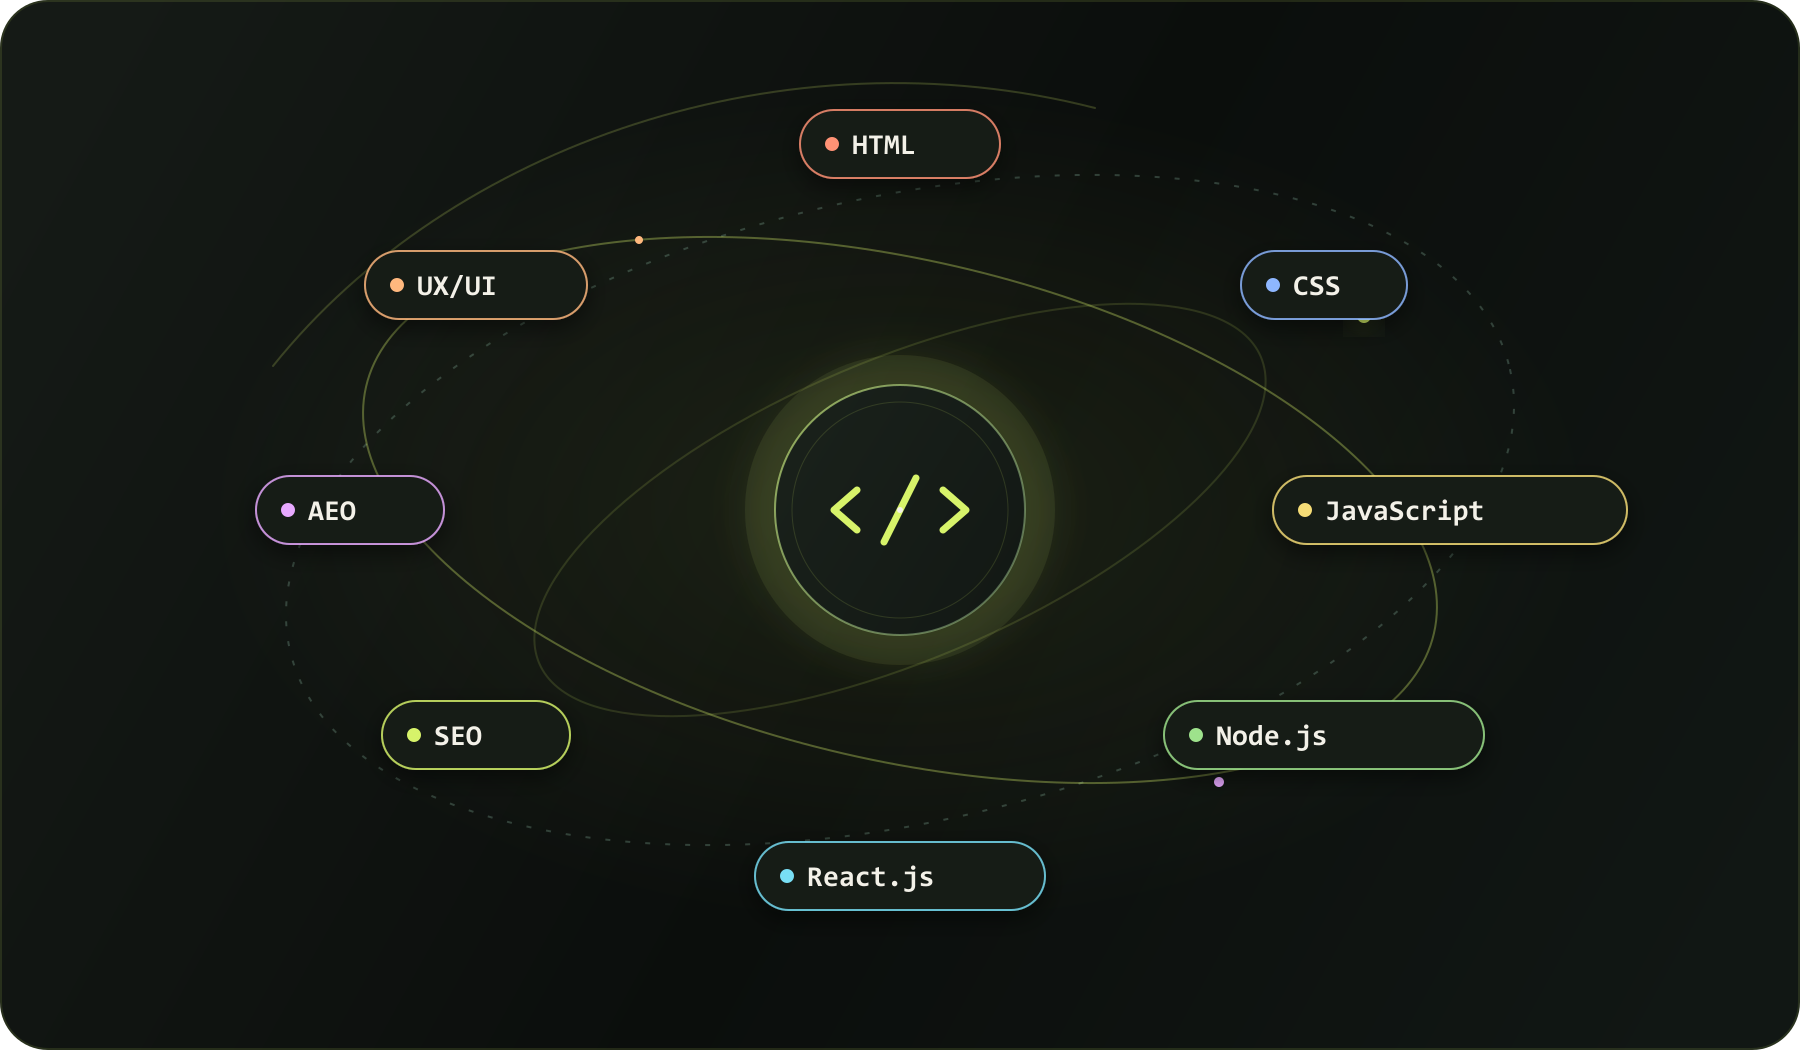 HTML
UX/UI
CSS
</>
AEO
JavaScript
SEO
Node.js
React.js